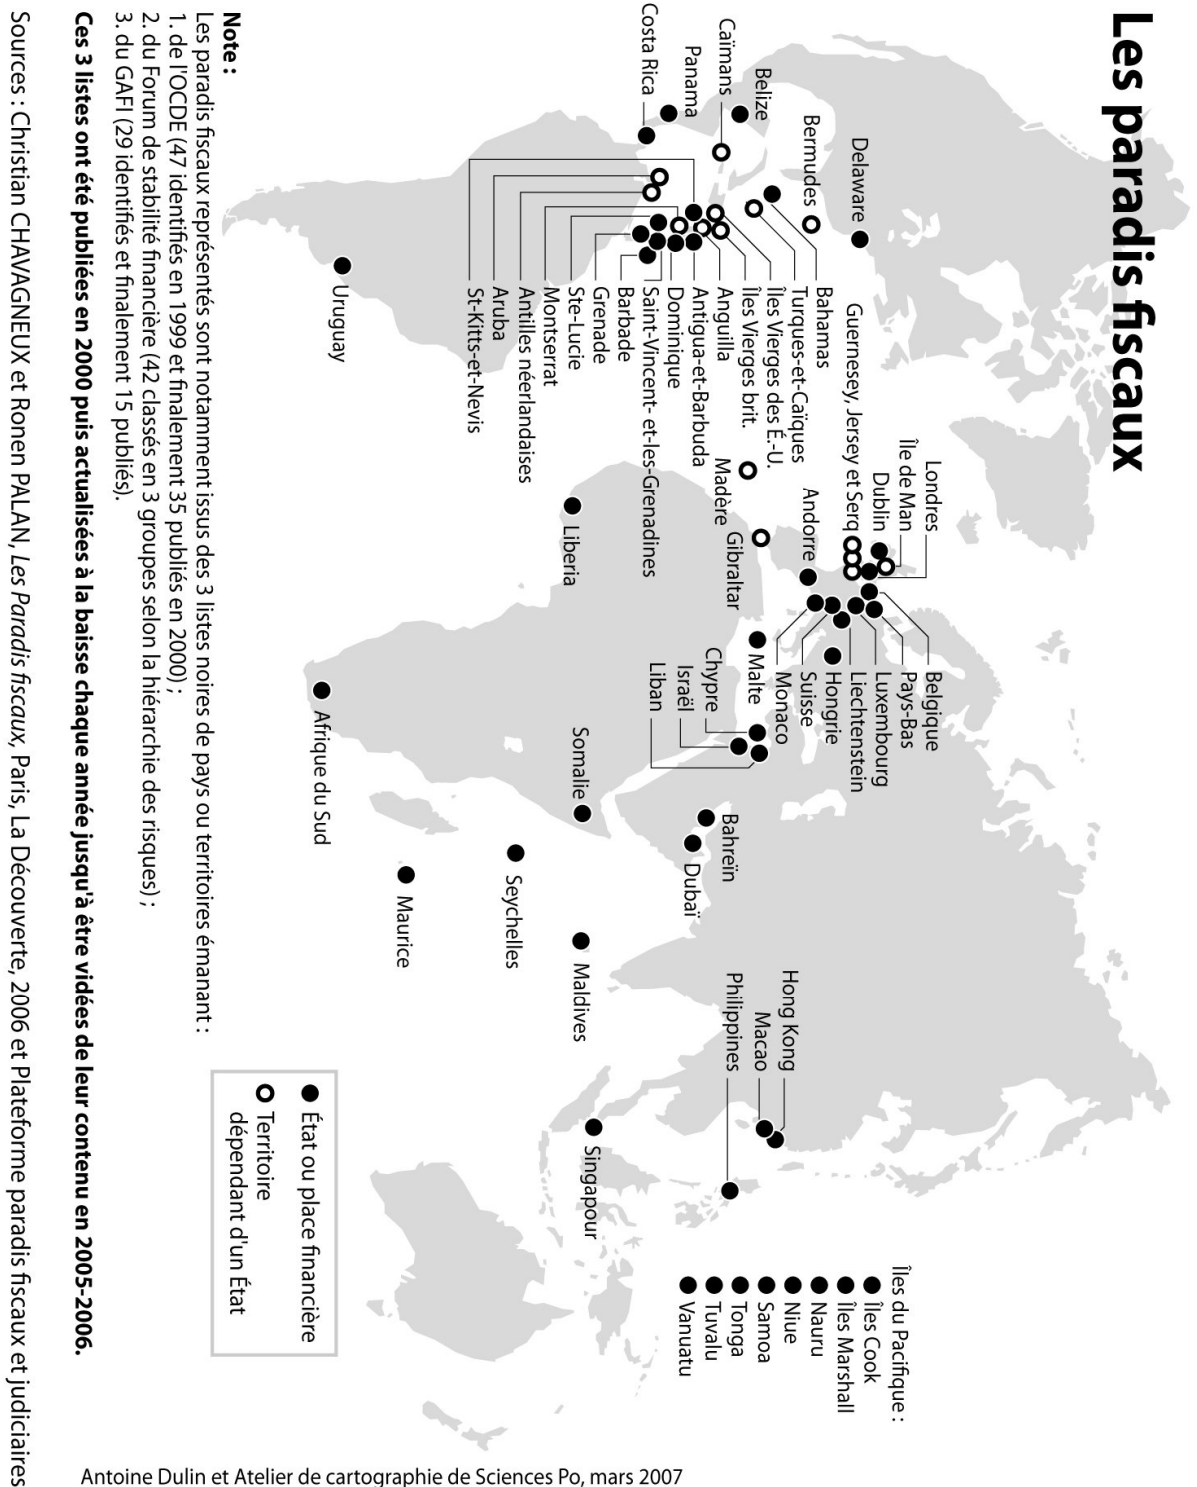 Les paradis fiscaux
Delaware
Bermudes
Belize
Caïmans
Panama
Costa Rica
Bahamas
Turques-et-Caïques
Îles Vierges des É.-U.
Îles Vierges brit.
Anguilla
Antigua-et-Barbuda
Dominique
Saint-Vincent- et-les-Grenadines
Barbade
Grenade
Ste-Lucie
Montserrat
Antilles néerlandaises
Aruba
St-Kitts-et-Nevis
Uruguay
Londres
Île de Man
Dublin
Guernesey, Jersey et Serq
Andorre
Madère
Gibraltar
Belgique
Pays-Bas
Luxembourg
Liechtenstein
Hongrie
Suisse
Monaco
Malte
Chypre
Israël
Liban
Liberia
Somalie
Afrique du Sud
Bahreïn
Dubaï
Seychelles
Maurice
Maldives
Hong Kong
Macao
Philippines
Singapour
Îles du Pacifique :
Îles Cook
Îles Marshall
Nauru
Niue
Samoa
Tonga
Tuvalu
Vanuatu
État ou place financière
Territoire
dépendant d'un État
Note :
Les paradis fiscaux représentés sont notamment issus des 3 listes noires de pays ou territoires émanant :
1. de l'OCDE (47 identifiés en 1999 et finalement 35 publiés en 2000) ;
2. du Forum de stabilité financière (42 classés en 3 groupes selon la hiérarchie des risques) ;
3. du GAFI (29 identifiés et finalement 15 publiés).
Ces 3 listes ont été publiées en 2000 puis actualisées à la baisse chaque année jusqu'à être vidées de leur contenu en 2005-2006.
Sources : Christian CHAVAGNEUX et Ronen PALAN, Les Paradis fiscaux, Paris, La Découverte, 2006 et Plateforme paradis fiscaux et judiciaires
Antoine Dulin et Atelier de cartographie de Sciences Po, mars 2007